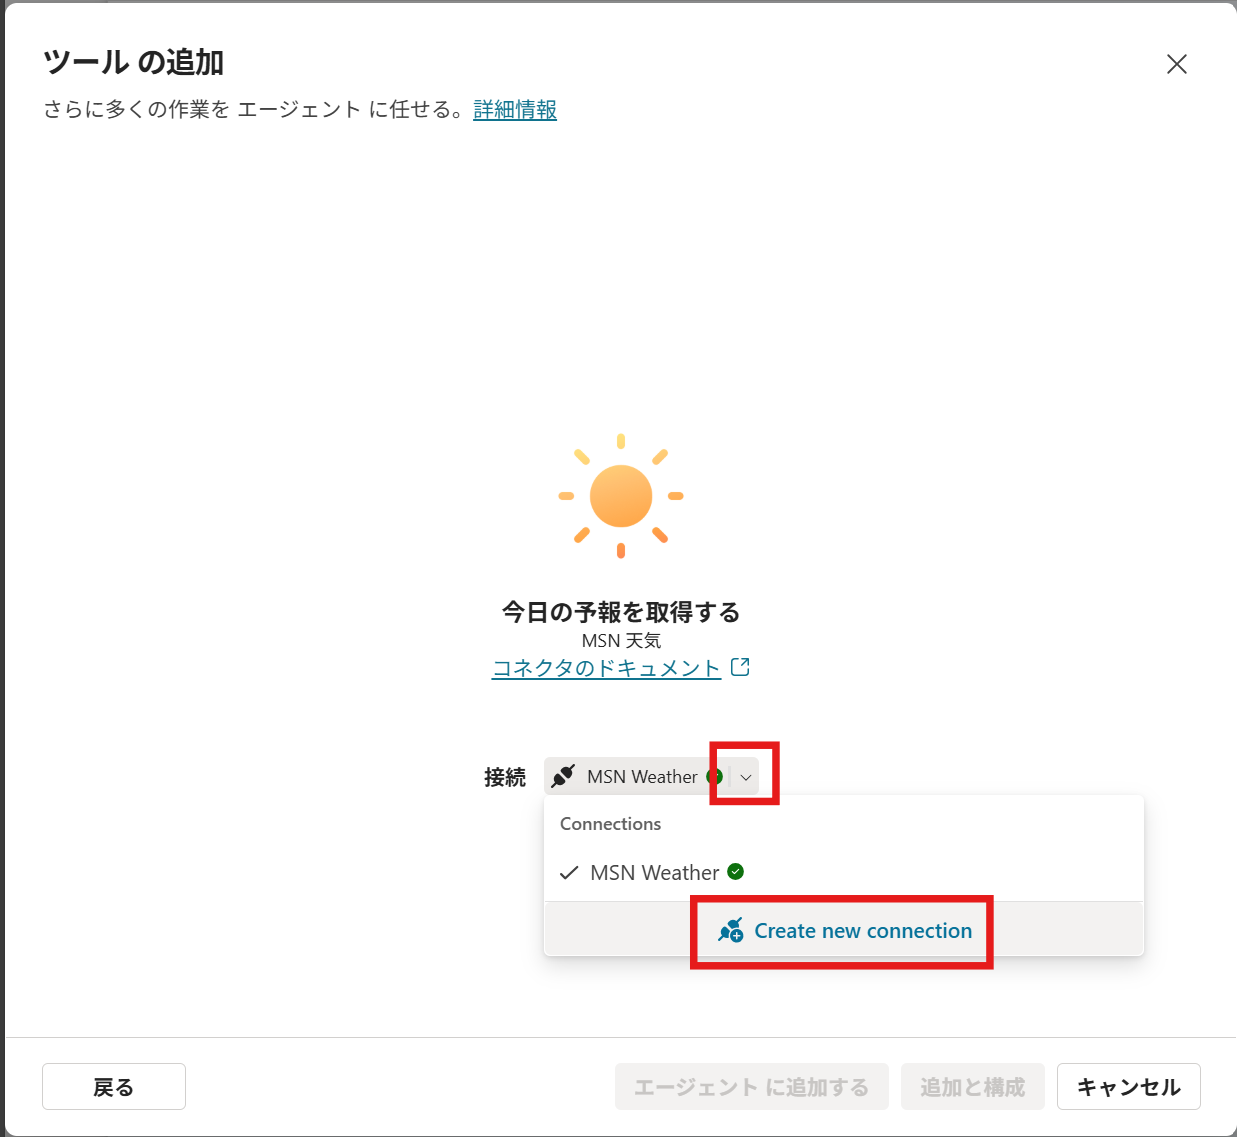 ツール の追加
さらに多くの作業を エージェント に任せる。詳細情報
今日の予報を取得する
MSN 天気
コネクタのドキュメント
接続 MSN Weather
Connections
MSN Weather
Create new connection
戻る エージェント に追加する 追加と構成 キャンセル